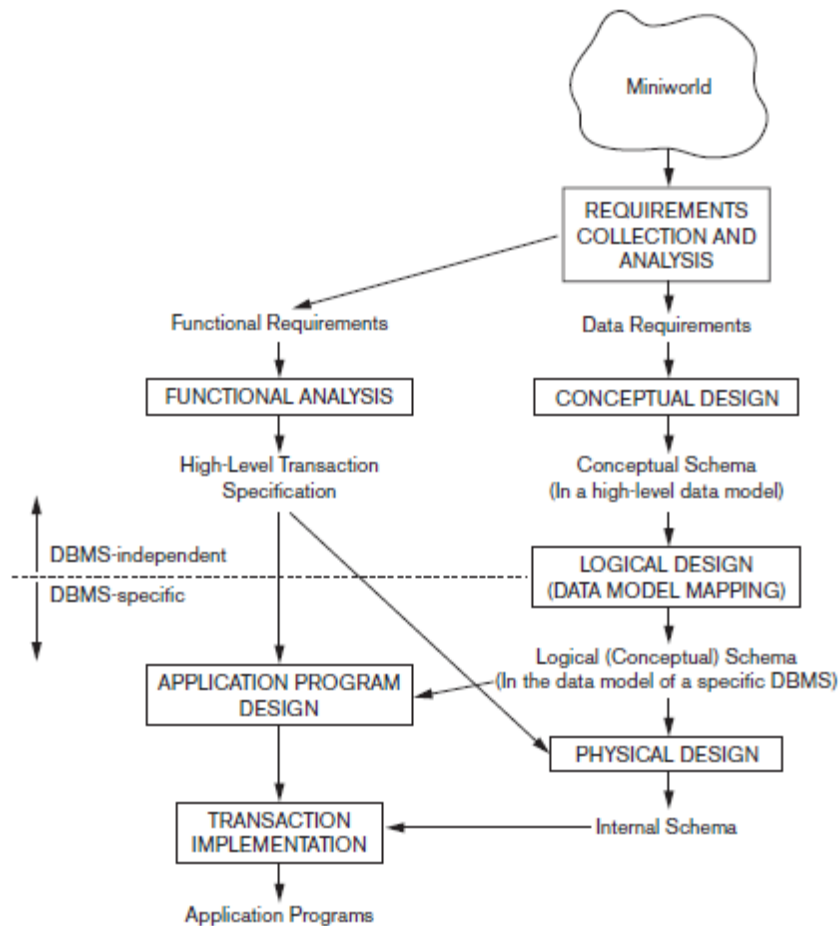 Miniworld
REQUIREMENTS
COLLECTION AND
ANALYSIS
Functional Requirements
Data Requirements
FUNCTIONAL ANALYSIS
CONCEPTUAL DESIGN
High-Level Transaction
Specification
Conceptual Schema
(In a high-level data model)
DBMS-independent
DBMS-specific
LOGICAL DESIGN
(DATA MODEL MAPPING)
Logical (Conceptual) Schema
(In the data model of a specific DBMS)
APPLICATION PROGRAM
DESIGN
PHYSICAL DESIGN
TRANSACTION
IMPLEMENTATION
Internal Schema
Application Programs